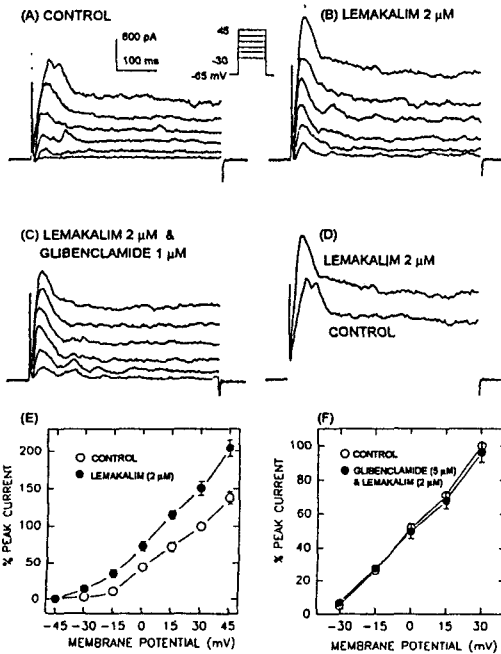 (A) CONTROL
600 pA
100 ms
45
-30
-65 mV
(B) LEMAKALIM 2 μM
(C) LEMAKALIM 2 μM &
GLIBENCLAMIDE 1 μM
(D)
LEMAKALIM 2 μM
CONTROL
(E)
CONTROL
LEMAKALIM (2 μM)
% PEAK CURRENT
200
150
100
50
0
-45 -30 -15 0 15 30 45
MEMBRANE POTENTIAL (mV)
(F)
CONTROL
GLIBENCLAMIDE (5 μM)
& LEMAKALIM (2 μM)
% PEAK CURRENT
100
80
60
40
20
0
-30 -15 0 15 30
MEMBRANE POTENTIAL (mV)